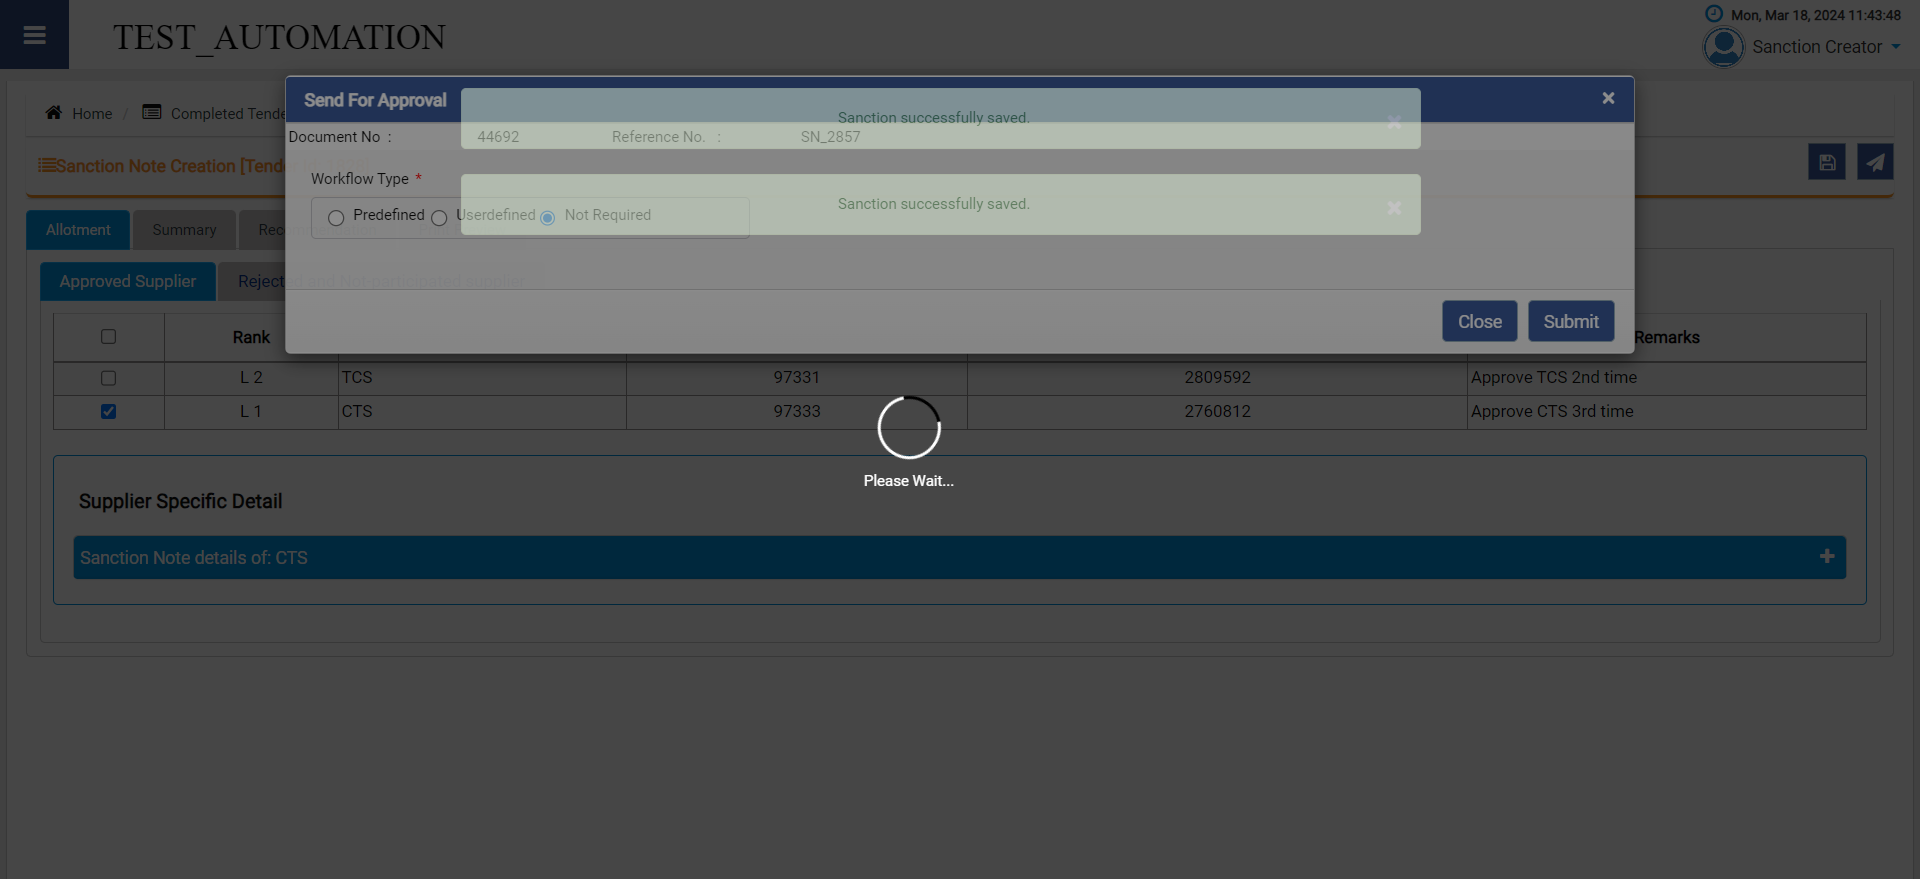 TEST_AUTOMATION
Mon, Mar 18, 2024 11:43:48
Sanction Creator
Home / Completed Tende
Send For Approval
Sanction successfully saved.
Document No : 44692 Reference No. : SN_2857
Sanction Note Creation [Tende
Workflow Type *
Sanction successfully saved.
Predefined Userdefined Not Required
Allotment Summary Rec
Approved Supplier Rejected and Not participated supplier
Close Submit
Rank Remarks
L 2 TCS 97331 2809592 Approve TCS 2nd time
L 1 CTS 97333 2760812 Approve CTS 3rd time
Please Wait...
Supplier Specific Detail
Sanction Note details of: CTS